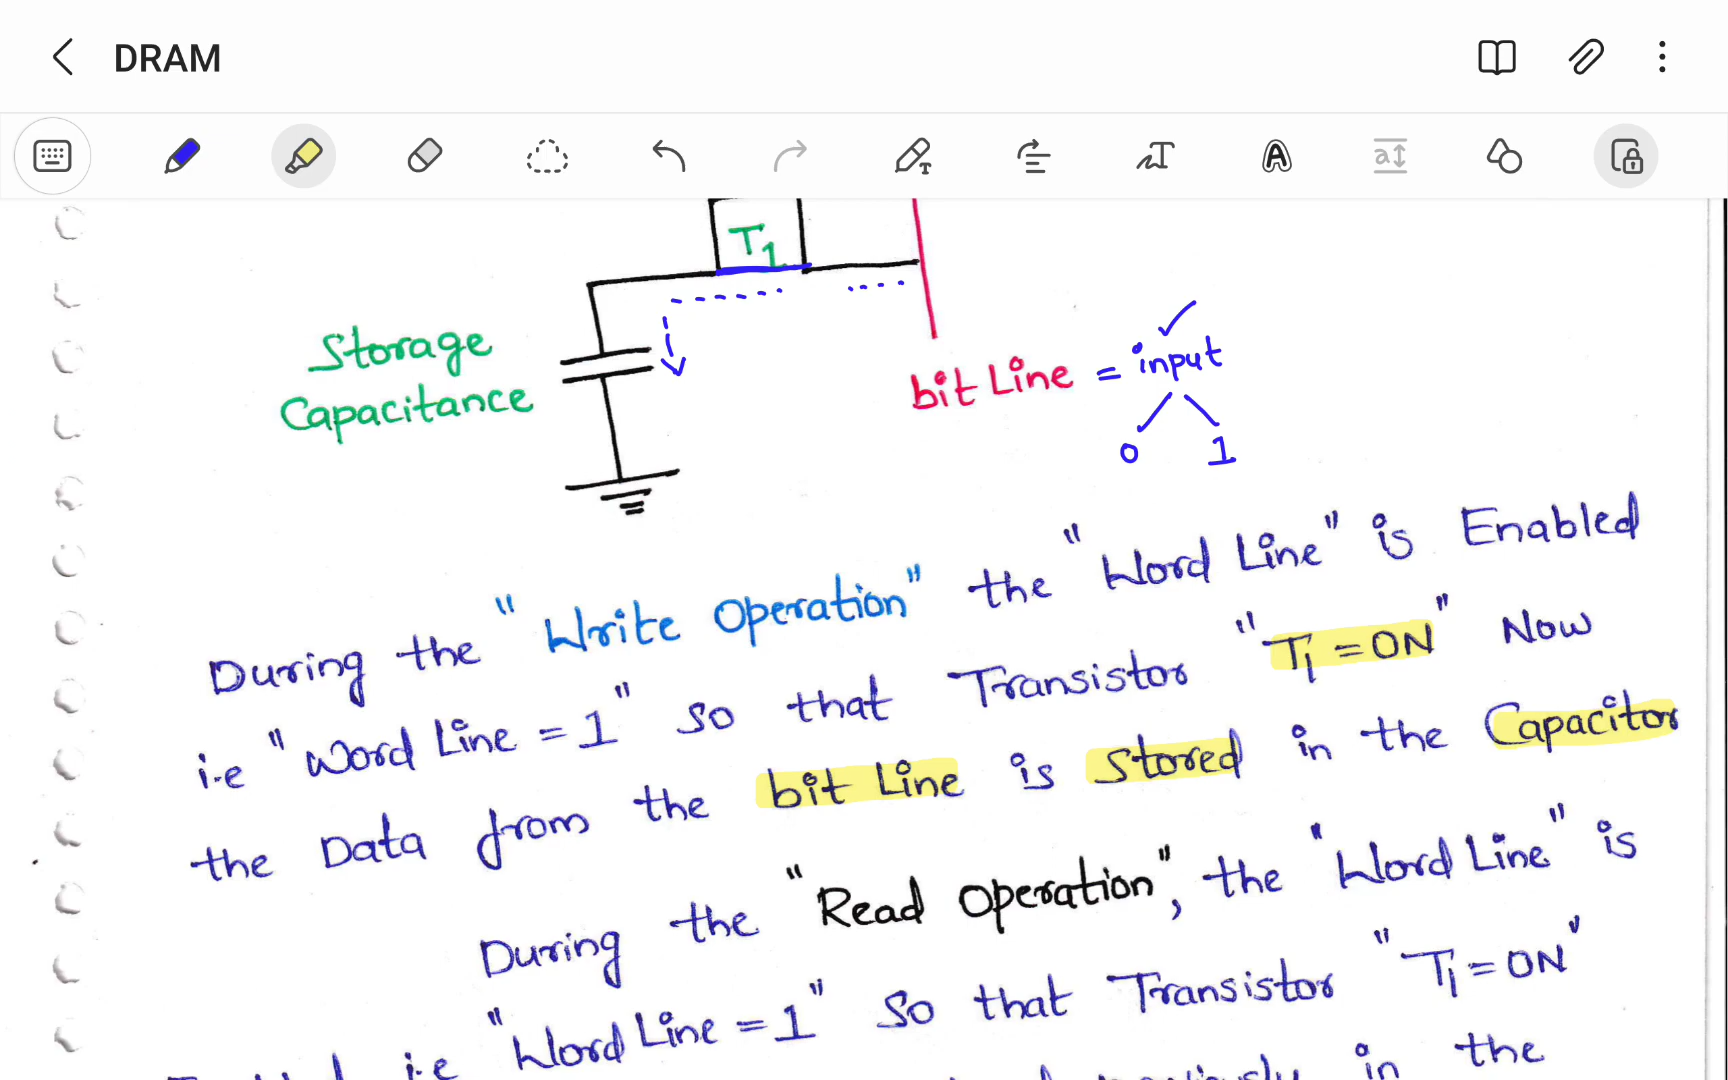 DRAM
T
a
A
T1
Storage
Capacitance
bit Line = input
0 1
During the "Write Operation" the "Word Line" is Enabled
i.e "Word Line = 1" so that Transistor "T1 = ON" Now
the Data from the bit Line is Stored in the Capacitor
During the "Read Operation", the "Word Line" is
i.e "Word Line = 1" So that Transistor "T1 = ON"
in the